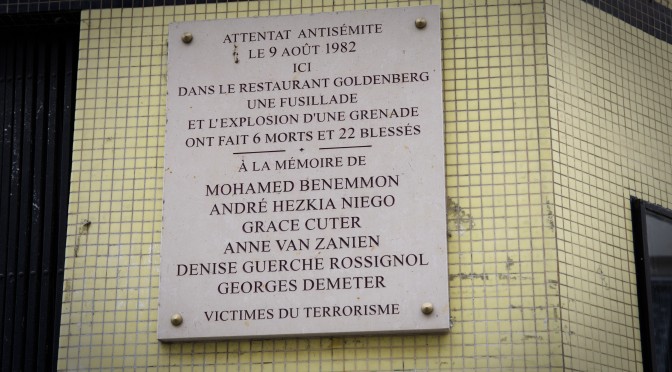 ATTENTAT ANTISÉMITE
LE 9 AOÛT 1982
ICI
DANS LE RESTAURANT GOLDENBERG
UNE FUSILLADE
ET L'EXPLOSION D'UNE GRENADE
ONT FAIT 6 MORTS ET 22 BLESSÉS
À LA MÉMOIRE DE
MOHAMED BENEMMON
ANDRÉ HEZKIA NIEGO
GRACE CUTER
ANNE VAN ZANIEN
DENISE GUERCHE ROSSIGNOL
GEORGES DEMETER
VICTIMES DU TERRORISME